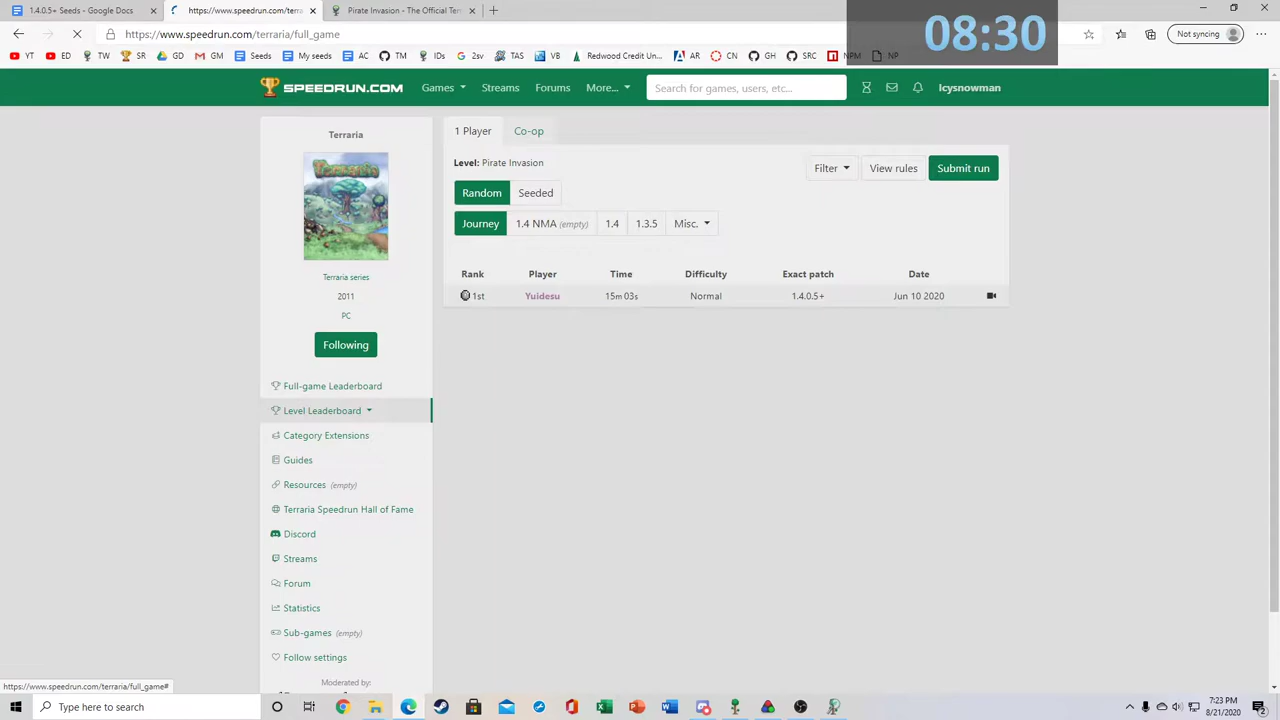 1.4.0.5+ Seeds - Google Docs
https://www.speedrun.com/terra
Pirate Invasion - The Official Ter
08:30
https://www.speedrun.com/terraria/full_game
Not syncing
YT
ED
TW
SR
GD
GM
Seeds
My seeds
AC
TM
IDs
2sv
TAS
VB
Redwood Credit Un...
AR
CN
GH
SRC
NPM
NP
SPEEDRUN.COM
Games
Streams
Forums
More...
Search for games, users, etc...
Icysnowman
Terraria
Terraria series
2011
PC
Following
Full-game Leaderboard
Level Leaderboard
Category Extensions
Guides
Resources (empty)
Terraria Speedrun Hall of Fame
Discord
Streams
Forum
Statistics
Sub-games (empty)
Follow settings
Moderated by:
1 Player
Co-op
Level: Pirate Invasion
Filter
View rules
Submit run
Random
Seeded
Journey
1.4 NMA (empty)
1.4
1.3.5
Misc.
Rank Player Time Difficulty Exact patch Date
1st Yuidesu 15m 03s Normal 1.4.0.5+ Jun 10 2020
https://www.speedrun.com/terraria/full_game#
Type here to search
7:23 PM
8/21/2020